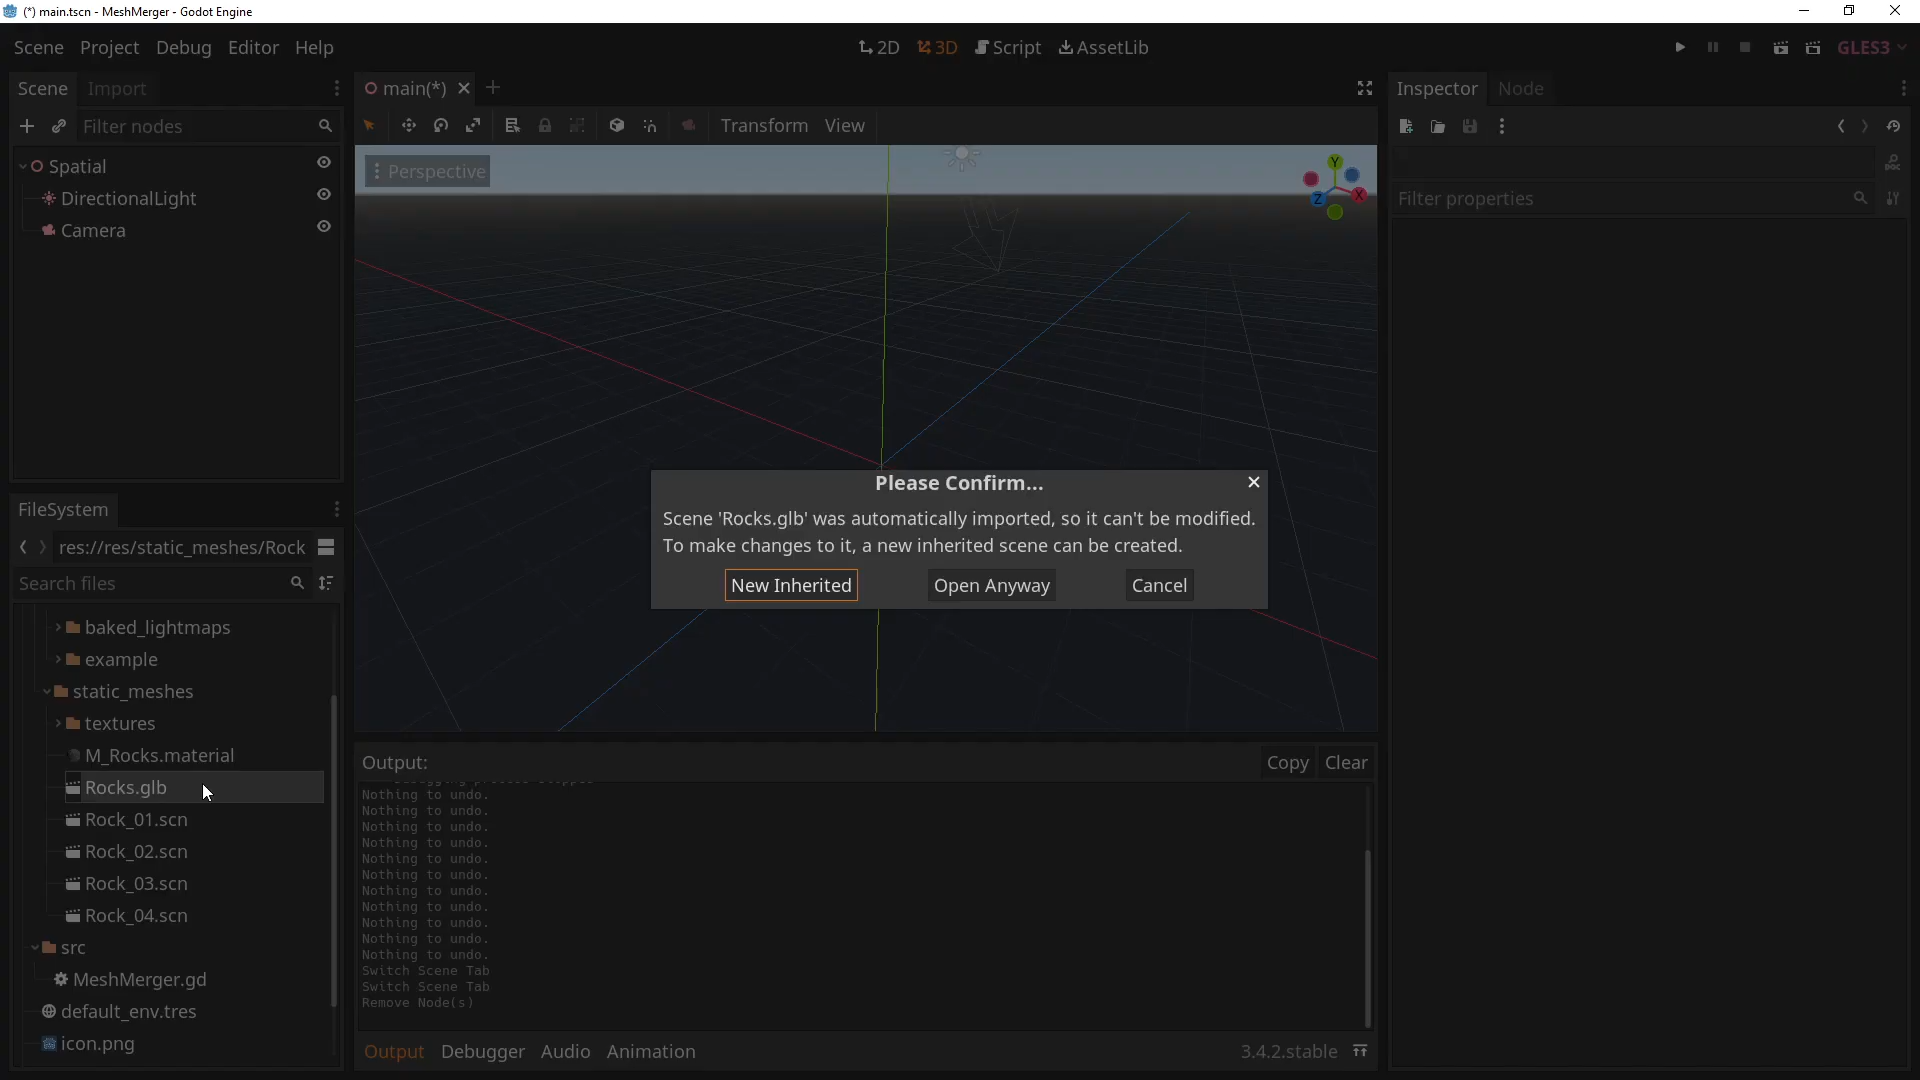 (*) main.tscn - MeshMerger - Godot Engine
Scene Project Debug Editor Help
2D 3D Script AssetLib
GLES3
Scene Import
main(*)
Inspector Node
Filter nodes
Transform View
Spatial
DirectionalLight
Camera
Perspective
Y
X
Z
Filter properties
Please Confirm...
Scene 'Rocks.glb' was automatically imported, so it can't be modified.
To make changes to it, a new inherited scene can be created.
New Inherited Open Anyway Cancel
FileSystem
res://res/static_meshes/Rock
Search files
baked_lightmaps
example
static_meshes
textures
M_Rocks.material
Rocks.glb
Rock_01.scn
Rock_02.scn
Rock_03.scn
Rock_04.scn
src
MeshMerger.gd
default_env.tres
icon.png
Output: Copy Clear
Nothing to undo.
Nothing to undo.
Nothing to undo.
Nothing to undo.
Nothing to undo.
Nothing to undo.
Nothing to undo.
Nothing to undo.
Nothing to undo.
Nothing to undo.
Nothing to undo.
Switch Scene Tab
Switch Scene Tab
Remove Node(s)
Output Debugger Audio Animation 3.4.2.stable